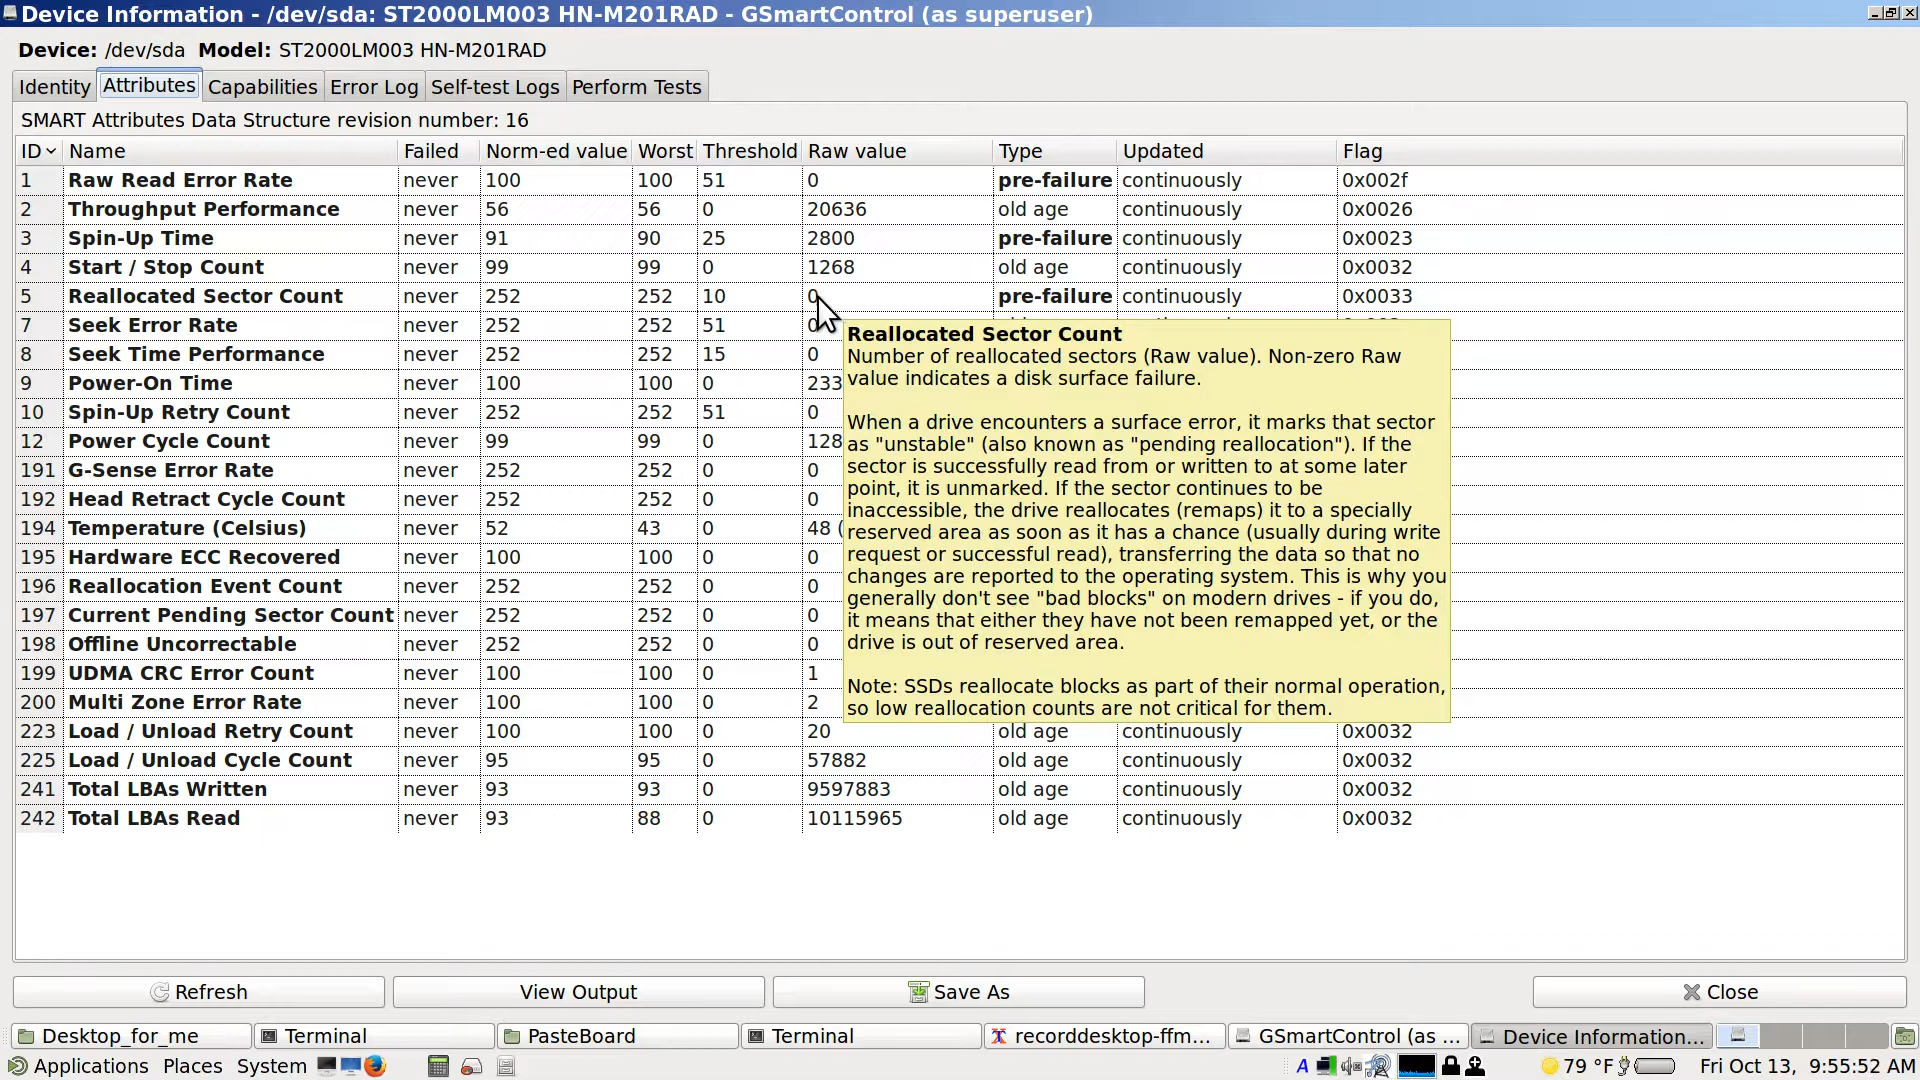 Device Information - /dev/sda: ST2000LM003 HN-M201RAD - GSmartControl (as superuser)
Device: /dev/sda Model: ST2000LM003 HN-M201RAD
Identity Attributes Capabilities Error Log Self-test Logs Perform Tests
SMART Attributes Data Structure revision number: 16
ID Name Failed Norm-ed value Worst Threshold Raw value Type Updated Flag
1 Raw Read Error Rate never 100 100 51 0 pre-failure continuously 0x002f
2 Throughput Performance never 56 56 0 20636 old age continuously 0x0026
3 Spin-Up Time never 91 90 25 2800 pre-failure continuously 0x0023
4 Start / Stop Count never 99 99 0 1268 old age continuously 0x0032
5 Reallocated Sector Count never 252 252 10 0 pre-failure continuously 0x0033
7 Seek Error Rate never 252 252 51 0
8 Seek Time Performance never 252 252 15 0
9 Power-On Time never 100 100 0 233
10 Spin-Up Retry Count never 252 252 51 0
12 Power Cycle Count never 99 99 0 128
191 G-Sense Error Rate never 252 252 0 0
192 Head Retract Cycle Count never 252 252 0 0
194 Temperature (Celsius) never 52 43 0 48 (
195 Hardware ECC Recovered never 100 100 0 0
196 Reallocation Event Count never 252 252 0 0
197 Current Pending Sector Count never 252 252 0 0
198 Offline Uncorrectable never 252 252 0 0
199 UDMA CRC Error Count never 100 100 0 1
200 Multi Zone Error Rate never 100 100 0 2
223 Load / Unload Retry Count never 100 100 0 20 old age continuously 0x0032
225 Load / Unload Cycle Count never 95 95 0 57882 old age continuously 0x0032
241 Total LBAs Written never 93 93 0 9597883 old age continuously 0x0032
242 Total LBAs Read never 93 88 0 10115965 old age continuously 0x0032
Reallocated Sector Count
Number of reallocated sectors (Raw value). Non-zero Raw
value indicates a disk surface failure.
When a drive encounters a surface error, it marks that sector
as "unstable" (also known as "pending reallocation"). If the
sector is successfully read from or written to at some later
point, it is unmarked. If the sector continues to be
inaccessible, the drive reallocates (remaps) it to a specially
reserved area as soon as it has a chance (usually during write
request or successful read), transferring the data so that no
changes are reported to the operating system. This is why you
generally don't see "bad blocks" on modern drives - if you do,
it means that either they have not been remapped yet, or the
drive is out of reserved area.
Note: SSDs reallocate blocks as part of their normal operation,
so low reallocation counts are not critical for them.
Refresh View Output Save As Close
Desktop_for_me Terminal PasteBoard Terminal recorddesktop-ffm... GSmartControl (as ... Device Information...
Applications Places System A 79 °F Fri Oct 13, 9:55:52 AM